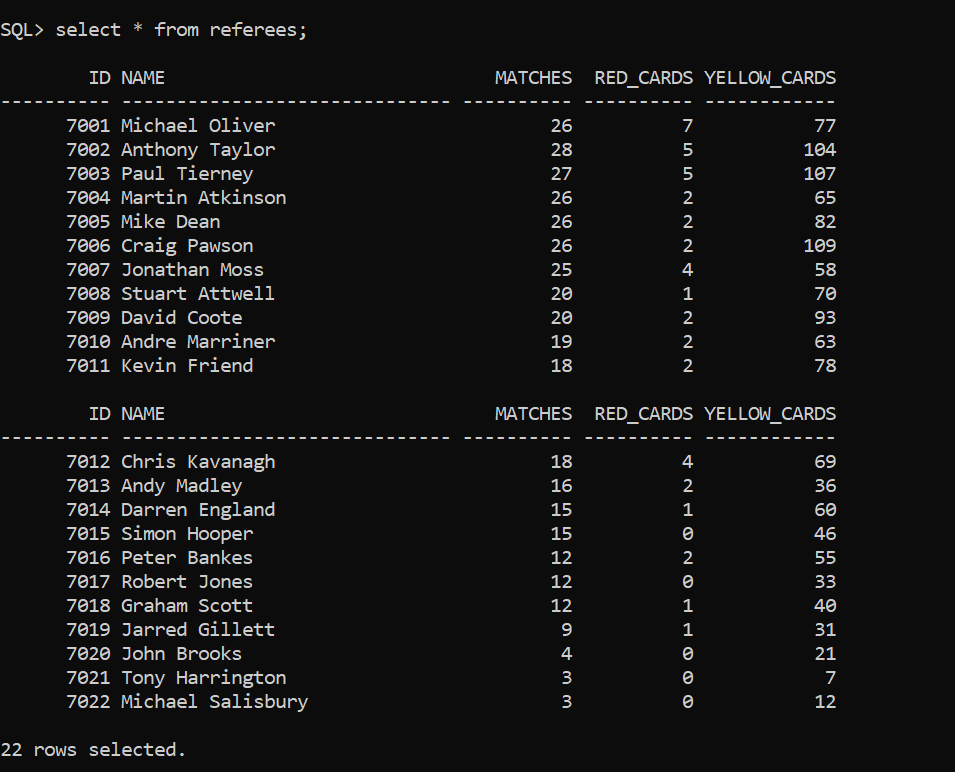 SQL> select * from referees;
        ID NAME                              MATCHES  RED_CARDS YELLOW_CARDS
---------- ------------------------------ ---------- ---------- ------------
      7001 Michael Oliver                         26          7           77
      7002 Anthony Taylor                         28          5          104
      7003 Paul Tierney                           27          5          107
      7004 Martin Atkinson                        26          2           65
      7005 Mike Dean                              26          2           82
      7006 Craig Pawson                           26          2          109
      7007 Jonathan Moss                          25          4           58
      7008 Stuart Attwell                         20          1           70
      7009 David Coote                            20          2           93
      7010 Andre Marriner                         19          2           63
      7011 Kevin Friend                           18          2           78
        ID NAME                              MATCHES  RED_CARDS YELLOW_CARDS
---------- ------------------------------ ---------- ---------- ------------
      7012 Chris Kavanagh                         18          4           69
      7013 Andy Madley                            16          2           36
      7014 Darren England                         15          1           60
      7015 Simon Hooper                           15          0           46
      7016 Peter Bankes                           12          2           55
      7017 Robert Jones                           12          0           33
      7018 Graham Scott                           12          1           40
      7019 Jarred Gillett                          9          1           31
      7020 John Brooks                             4          0           21
      7021 Tony Harrington                         3          0            7
      7022 Michael Salisbury                       3          0           12
22 rows selected.